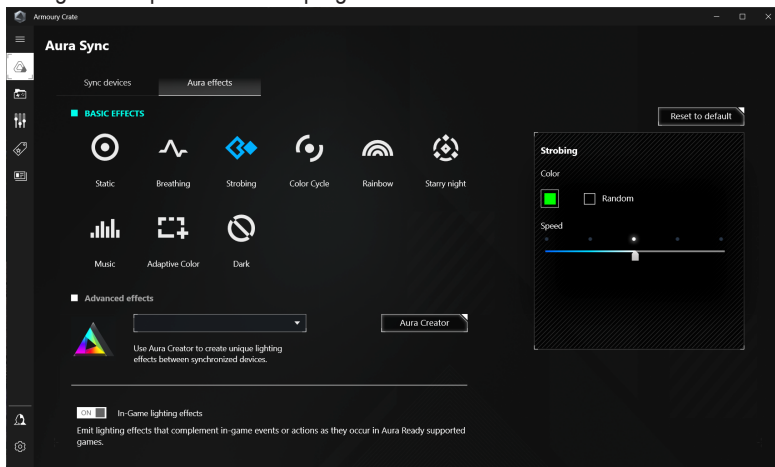 Armoury Crate
Aura Sync
Sync devices
Aura effects
BASIC EFFECTS
Static
Breathing
Strobing
Color Cycle
Rainbow
Starry night
Music
Adaptive Color
Dark
Advanced effects
Aura Creator
Use Aura Creator to create unique lighting
effects between synchronized devices.
ON
In-Game lighting effects
Emit lighting effects that complement in-game events or actions as they occur in Aura Ready supported
games.
Reset to default
Strobing
Color
Random
Speed